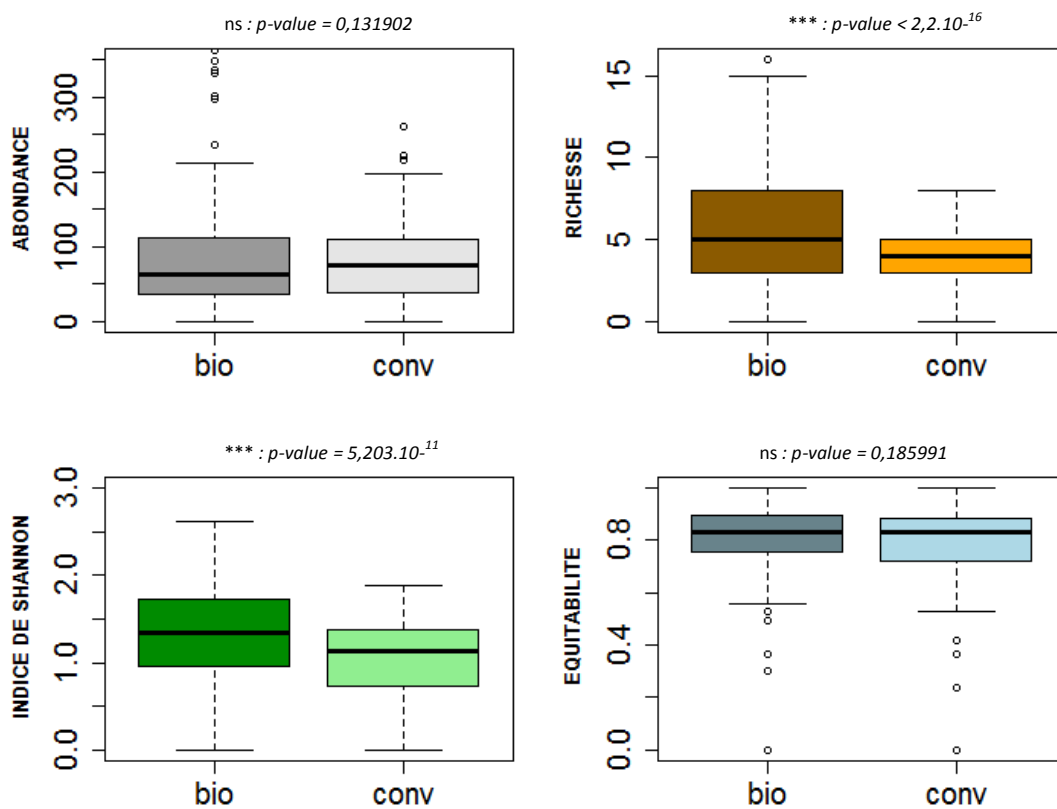 ns : p-value = 0,131902
ABONDANCE
300
200
100
0
bio conv
*** : p-value < 2,2.10-16
RICHESSE
15
10
5
0
bio conv
*** : p-value = 5,203.10-11
INDICE DE SHANNON
3.0
2.0
1.0
0.0
bio conv
ns : p-value = 0,185991
EQUITABILITE
0.8
0.4
0.0
bio conv